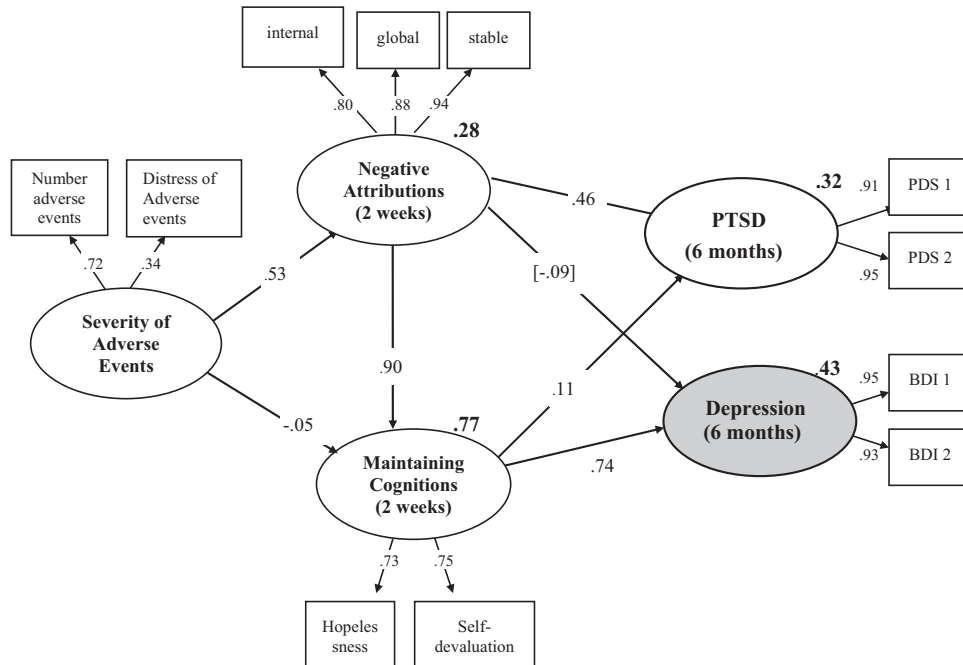 internal
global
stable
.80
.88
.94
.28
Negative
Attributions
(2 weeks)
Number
adverse
events
Distress of
Adverse
events
.72
.34
Severity of
Adverse
Events
.53
-.05
.90
.46
[-.09]
.11
.74
.32
PTSD
(6 months)
.91
PDS 1
.95
PDS 2
.43
Depression
(6 months)
.95
BDI 1
.93
BDI 2
.77
Maintaining
Cognitions
(2 weeks)
.73
.75
Hopeles
sness
Self-
devaluation